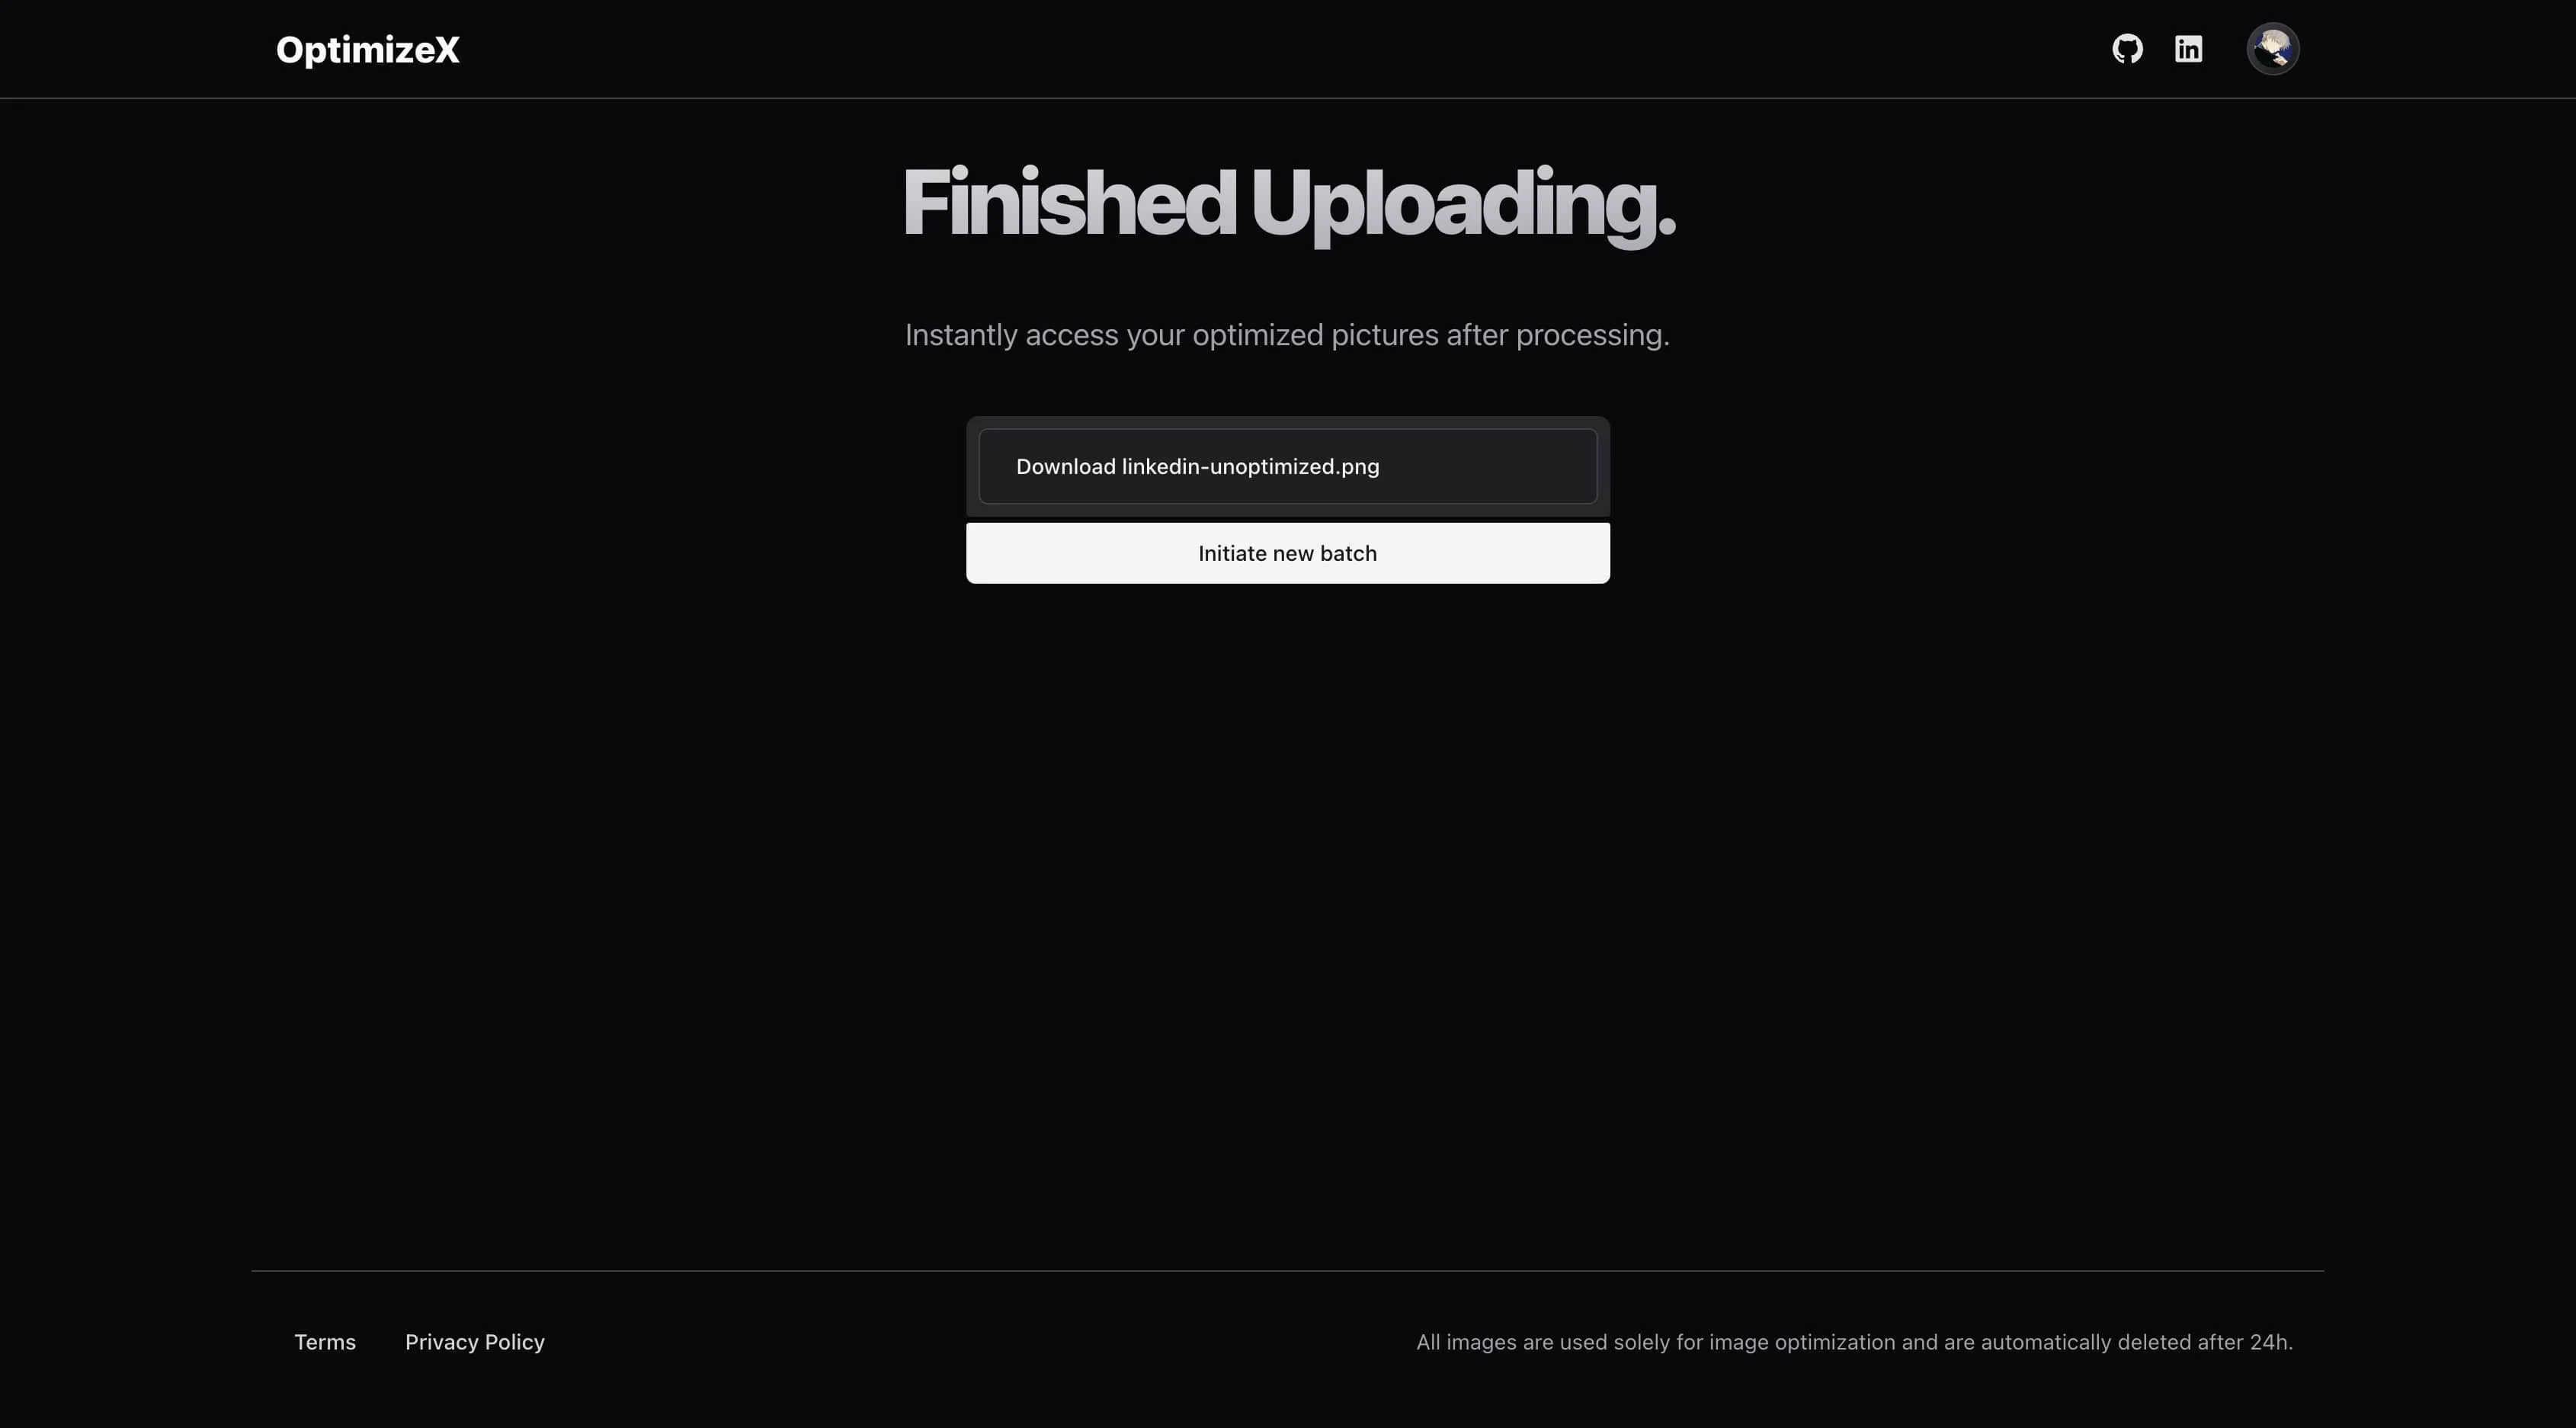 OptimizeX
Finished Uploading.
Instantly access your optimized pictures after processing.
Download linkedin-unoptimized.png
Initiate new batch
Terms Privacy Policy All images are used solely for image optimization and are automatically deleted after 24h.